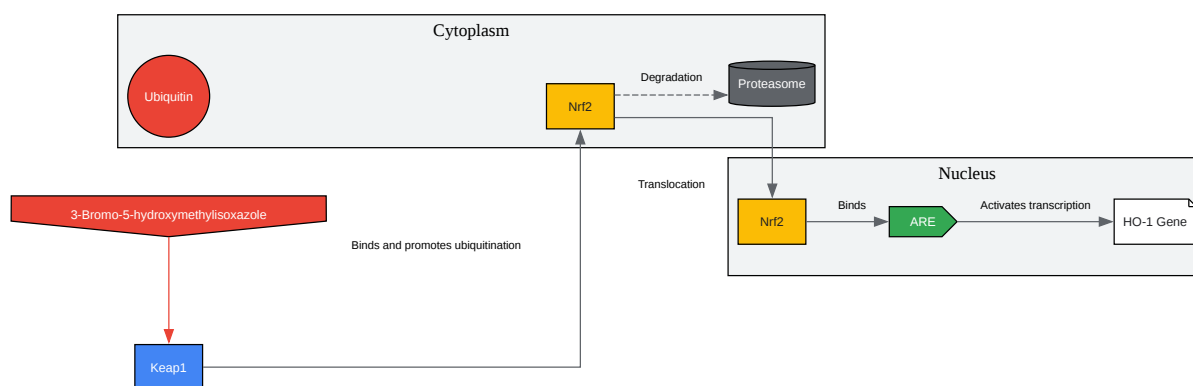 Cytoplasm
Ubiquitin
Nrf2
Degradation
Proteasome
Translocation
Nucleus
3-Bromo-5-hydroxymethylisoxazole
Binds and promotes ubiquitination
Nrf2
Binds
ARE
Activates transcription
HO-1 Gene
Keap1